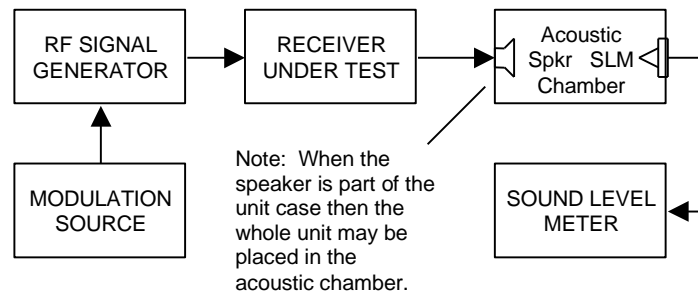 RF SIGNAL
GENERATOR
RECEIVER
UNDER TEST
Acoustic
Spkr SLM
Chamber
MODULATION
SOURCE
Note: When the
speaker is part of the
unit case then the
whole unit may be
placed in the
acoustic chamber.
SOUND LEVEL
METER